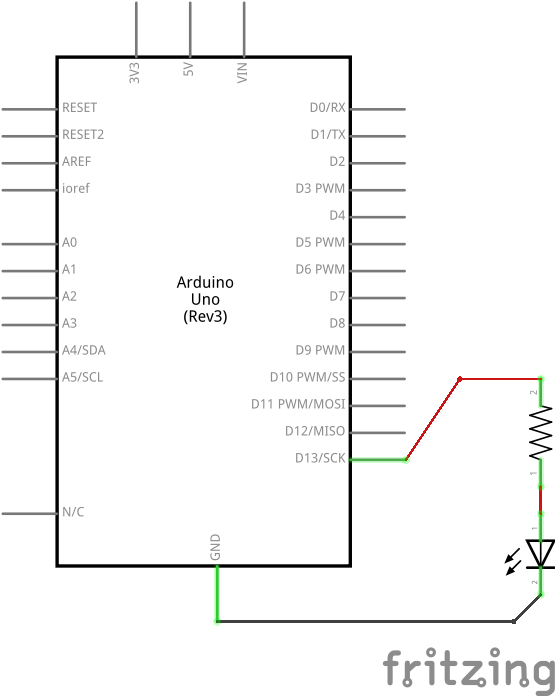 3V3
5V
VIN
RESET
RESET2
AREF
ioref
A0
A1
A2
A3
A4/SDA
A5/SCL
N/C
Arduino
Uno
(Rev3)
D0/RX
D1/TX
D2
D3 PWM
D4
D5 PWM
D6 PWM
D7
D8
D9 PWM
D10 PWM/SS
D11 PWM/MOSI
D12/MISO
D13/SCK
GND
2
1
1
2
fritzing